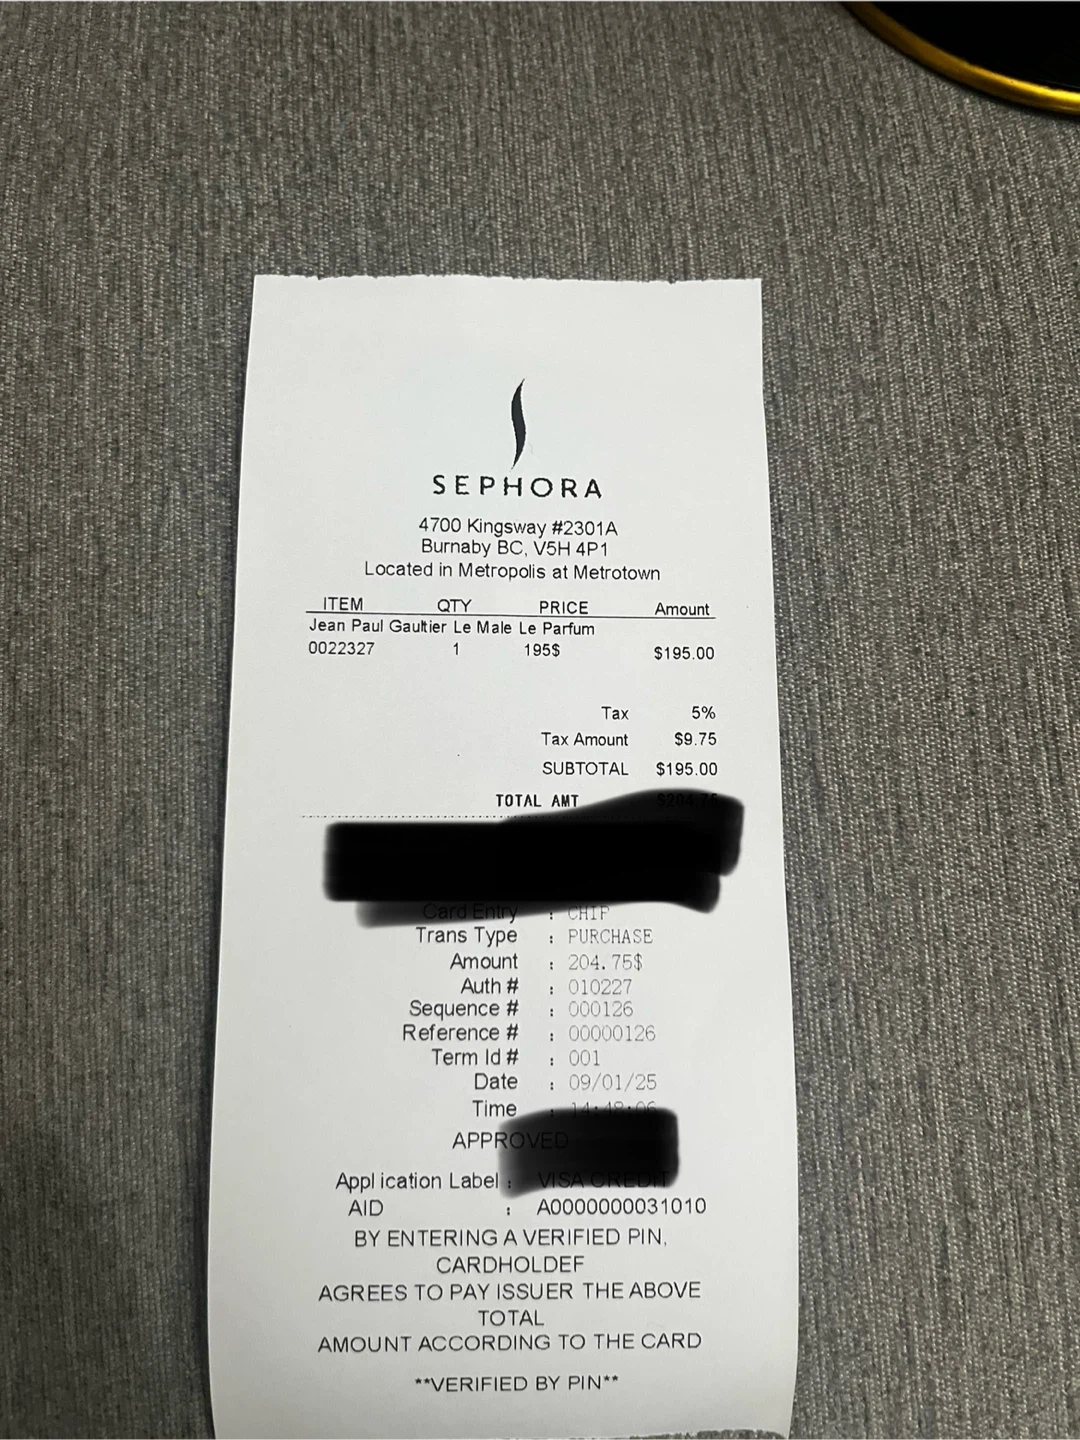 SEPHORA
4700 Kingsway #2301A
Burnaby BC, V5H 4P1
Located in Metropolis at Metrotown
ITEM QTY PRICE Amount
Jean Paul Gaultier Le Male Le Parfum
0022327 1 195$ $195.00
Tax 5%
Tax Amount $9.75
SUBTOTAL $195.00
TOTAL AMT $204.75
Card Entry : CHIP
Trans Type : PURCHASE
Amount : 204.75$
Auth # : 010227
Sequence # : 000126
Reference # : 00000126
Term Id # : 001
Date : 09/01/25
Time :
APPROVED
Appl ication Label : VISA CREDIT
AID : A0000000031010
BY ENTERING A VERIFIED PIN,
CARDHOLDEF
AGREES TO PAY ISSUER THE ABOVE
TOTAL
AMOUNT ACCORDING TO THE CARD
**VERIFIED BY PIN**